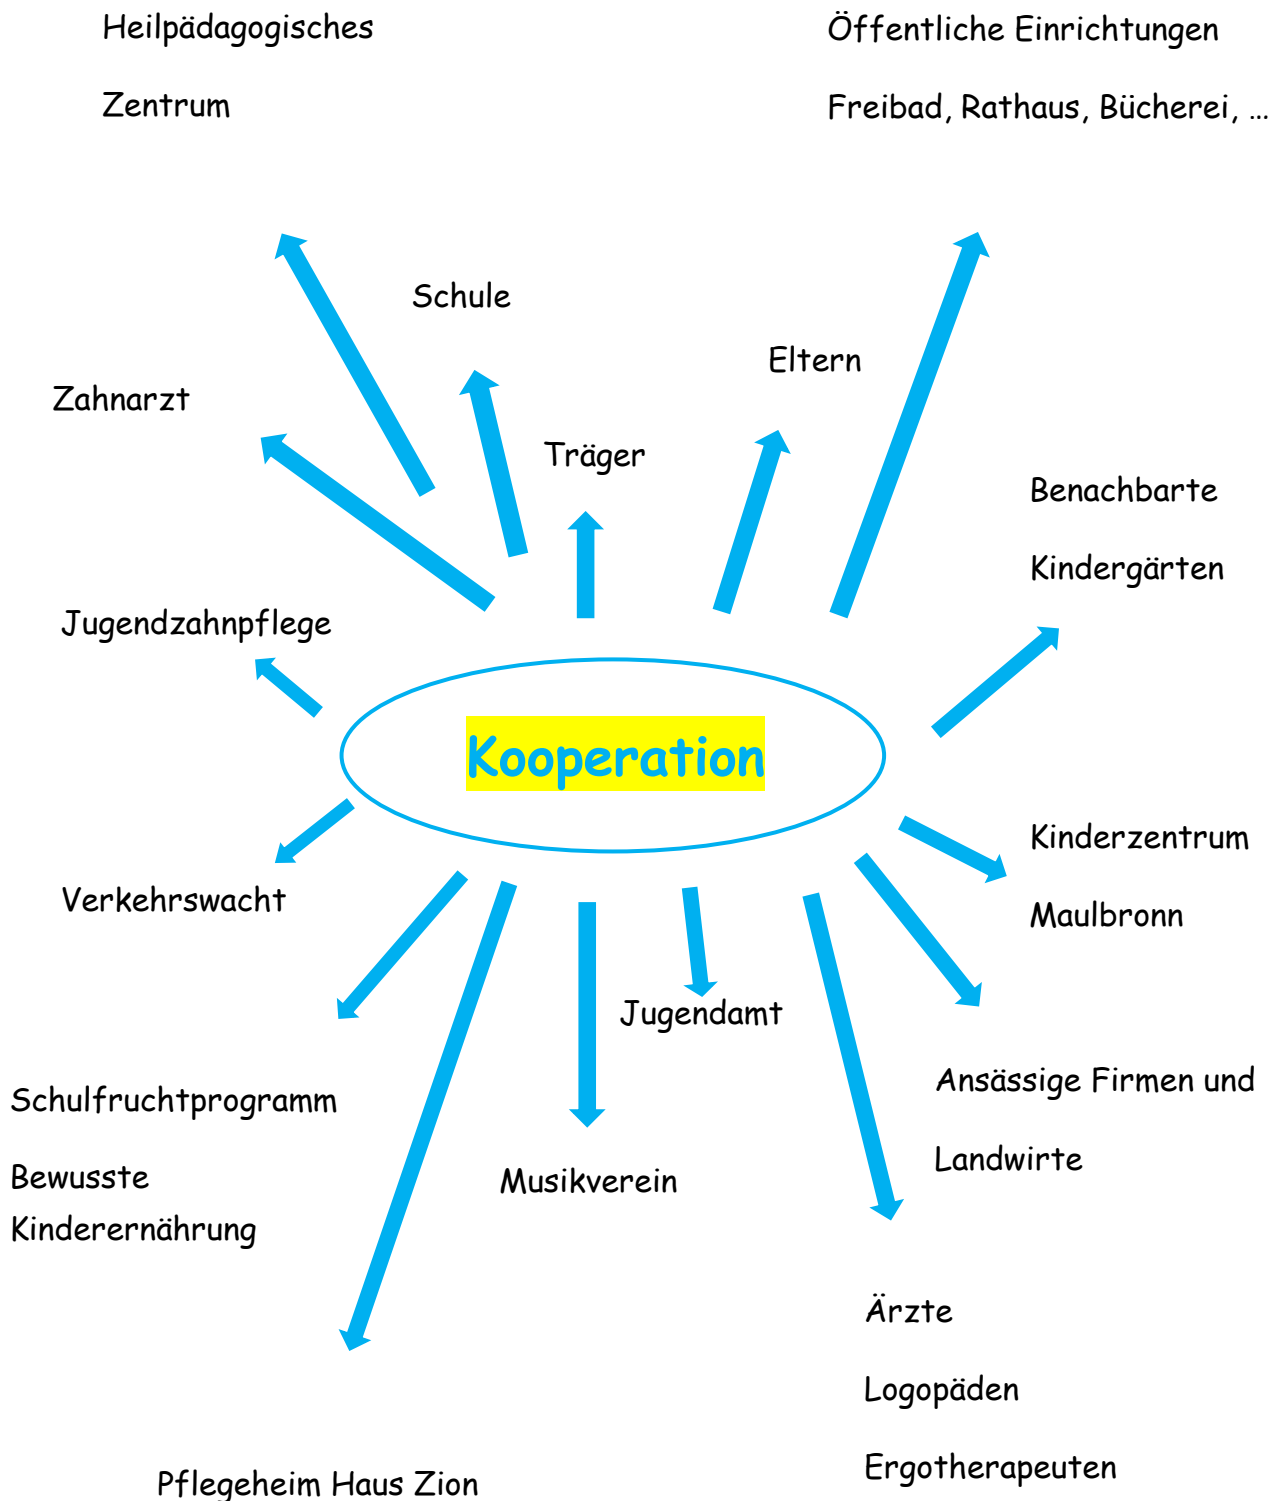 Heilpädagogisches
Zentrum
Öffentliche Einrichtungen
Freibad, Rathaus, Bücherei, ...
Schule
Eltern
Zahnarzt
Träger
Benachbarte
Kindergärten
Jugendzahnpflege
Kooperation
Kinderzentrum
Maulbronn
Verkehrswacht
Jugendamt
Ansässige Firmen und
Landwirte
Schulfruchtprogramm
Bewusste
Kinderernährung
Musikverein
Ärzte
Logopäden
Ergotherapeuten
Pflegeheim Haus Zion